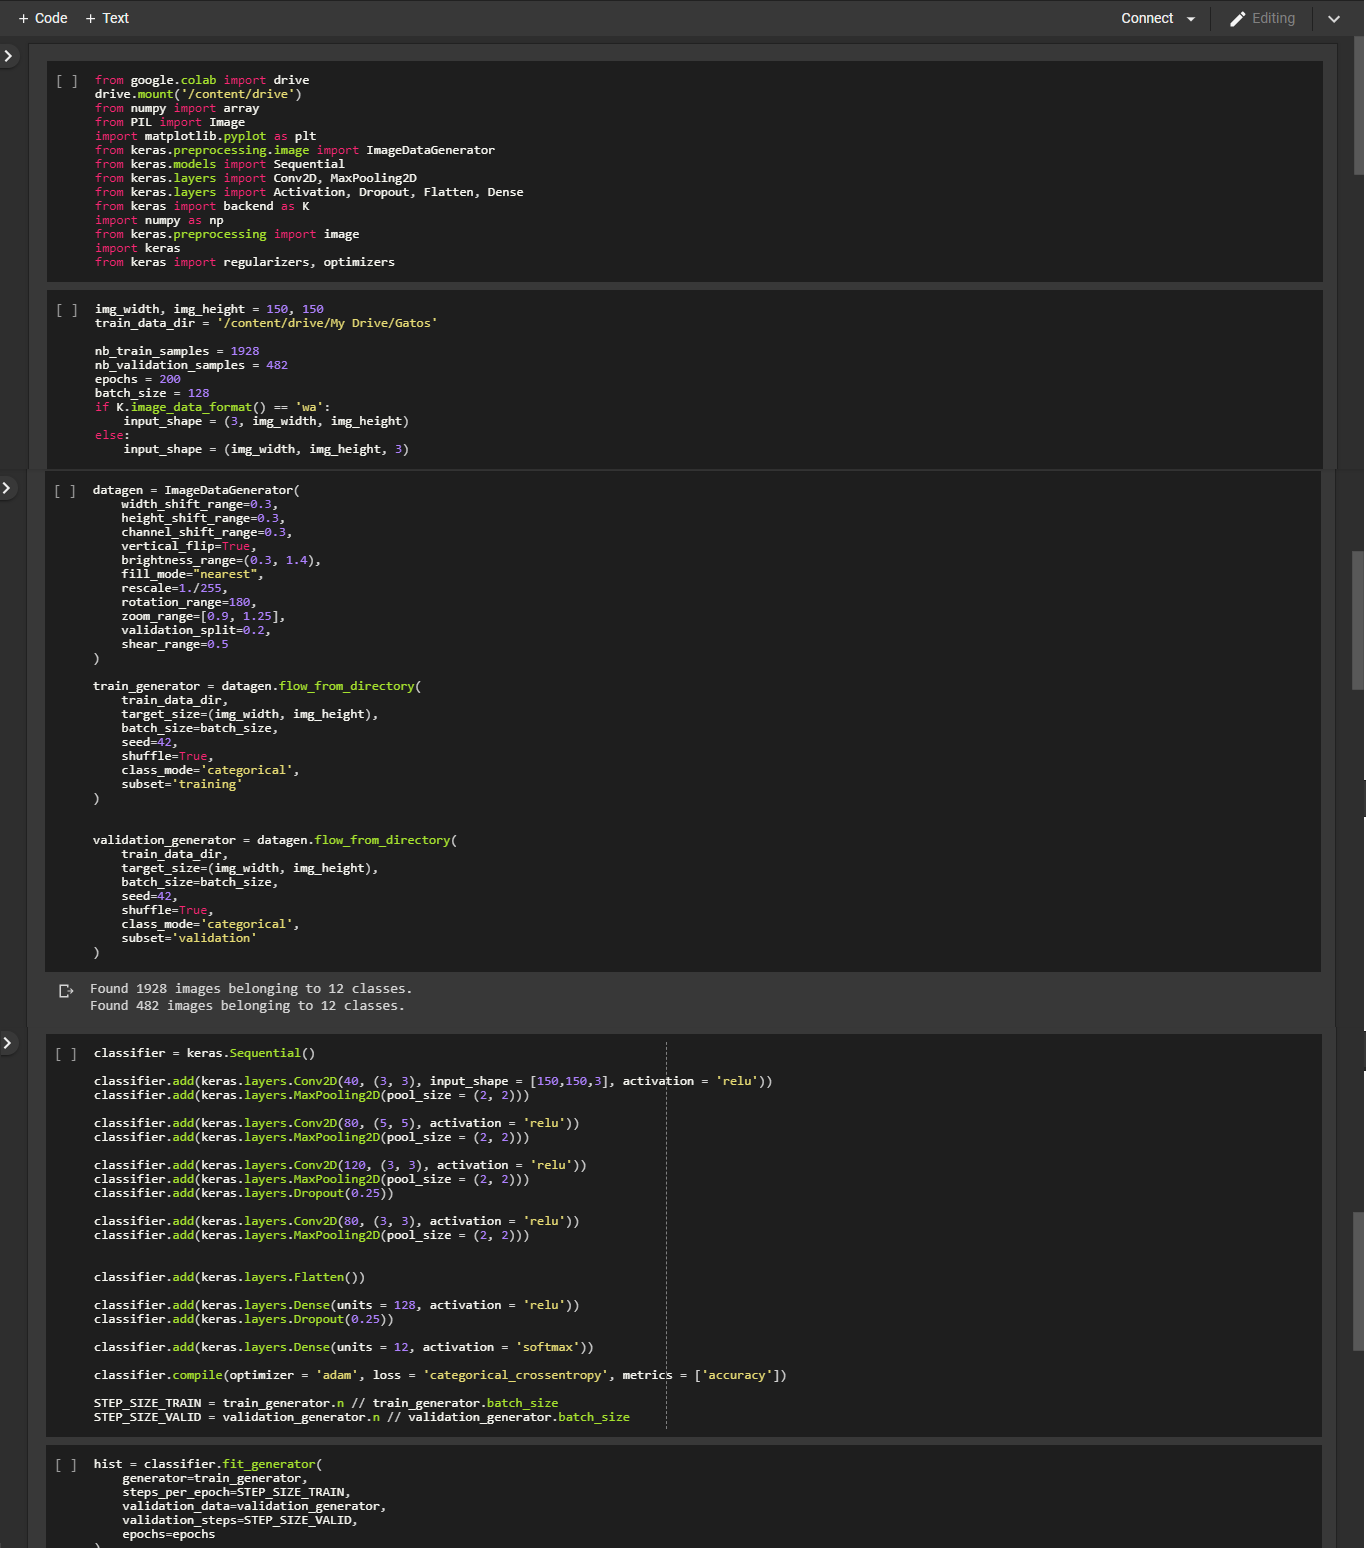 + Code + Text Connect Editing
[ ] from google.colab import drive
drive.mount('/content/drive')
from numpy import array
from PIL import Image
import matplotlib.pyplot as plt
from keras.preprocessing.image import ImageDataGenerator
from keras.models import Sequential
from keras.layers import Conv2D, MaxPooling2D
from keras.layers import Activation, Dropout, Flatten, Dense
from keras import backend as K
import numpy as np
from keras.preprocessing import image
import keras
from keras import regularizers, optimizers
[ ] img_width, img_height = 150, 150
train_data_dir = '/content/drive/My Drive/Gatos'
nb_train_samples = 1928
nb_validation_samples = 482
epochs = 200
batch_size = 128
if K.image_data_format() == 'wa':
    input_shape = (3, img_width, img_height)
else:
    input_shape = (img_width, img_height, 3)
[ ] datagen = ImageDataGenerator(
    width_shift_range=0.3,
    height_shift_range=0.3,
    channel_shift_range=0.3,
    vertical_flip=True,
    brightness_range=(0.3, 1.4),
    fill_mode="nearest",
    rescale=1./255,
    rotation_range=180,
    zoom_range=[0.9, 1.25],
    validation_split=0.2,
    shear_range=0.5
)
train_generator = datagen.flow_from_directory(
    train_data_dir,
    target_size=(img_width, img_height),
    batch_size=batch_size,
    seed=42,
    shuffle=True,
    class_mode='categorical',
    subset='training'
)
validation_generator = datagen.flow_from_directory(
    train_data_dir,
    target_size=(img_width, img_height),
    batch_size=batch_size,
    seed=42,
    shuffle=True,
    class_mode='categorical',
    subset='validation'
)
Found 1928 images belonging to 12 classes.
Found 482 images belonging to 12 classes.
[ ] classifier = keras.Sequential()
classifier.add(keras.layers.Conv2D(40, (3, 3), input_shape = [150,150,3], activation = 'relu'))
classifier.add(keras.layers.MaxPooling2D(pool_size = (2, 2)))
classifier.add(keras.layers.Conv2D(80, (5, 5), activation = 'relu'))
classifier.add(keras.layers.MaxPooling2D(pool_size = (2, 2)))
classifier.add(keras.layers.Conv2D(120, (3, 3), activation = 'relu'))
classifier.add(keras.layers.MaxPooling2D(pool_size = (2, 2)))
classifier.add(keras.layers.Dropout(0.25))
classifier.add(keras.layers.Conv2D(80, (3, 3), activation = 'relu'))
classifier.add(keras.layers.MaxPooling2D(pool_size = (2, 2)))
classifier.add(keras.layers.Flatten())
classifier.add(keras.layers.Dense(units = 128, activation = 'relu'))
classifier.add(keras.layers.Dropout(0.25))
classifier.add(keras.layers.Dense(units = 12, activation = 'softmax'))
classifier.compile(optimizer = 'adam', loss = 'categorical_crossentropy', metrics = ['accuracy'])
STEP_SIZE_TRAIN = train_generator.n // train_generator.batch_size
STEP_SIZE_VALID = validation_generator.n // validation_generator.batch_size
[ ] hist = classifier.fit_generator(
    generator=train_generator,
    steps_per_epoch=STEP_SIZE_TRAIN,
    validation_data=validation_generator,
    validation_steps=STEP_SIZE_VALID,
    epochs=epochs
)